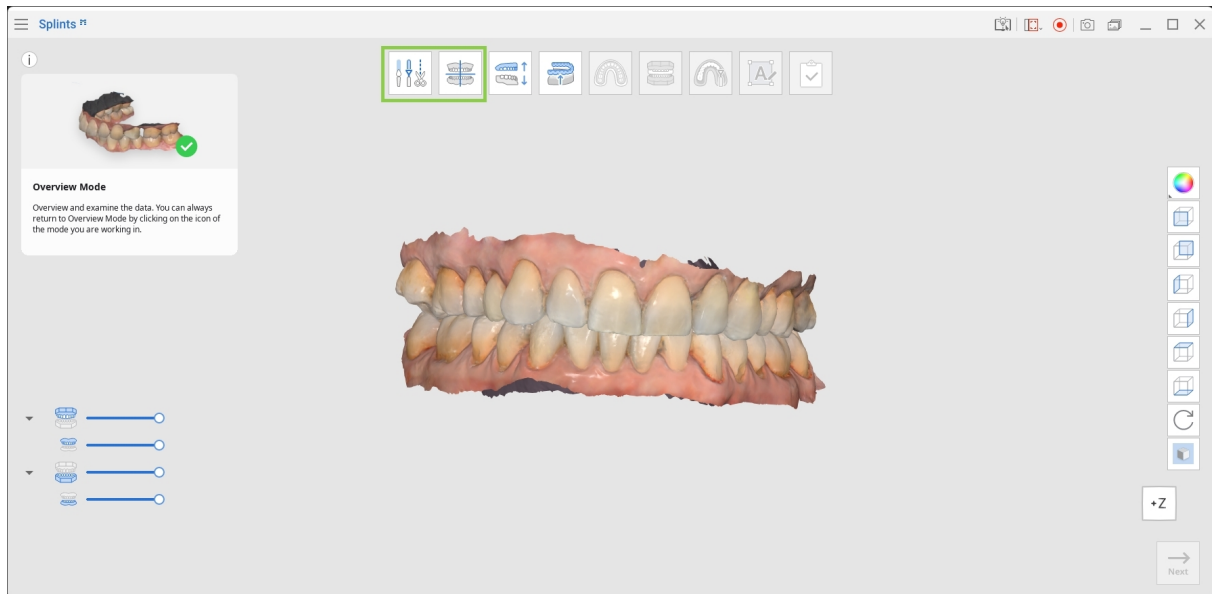 Splints
Overview Mode
Overview and examine the data. You can always
return to Overview Mode by clicking on the icon of
the mode you are working in.
+Z
Next